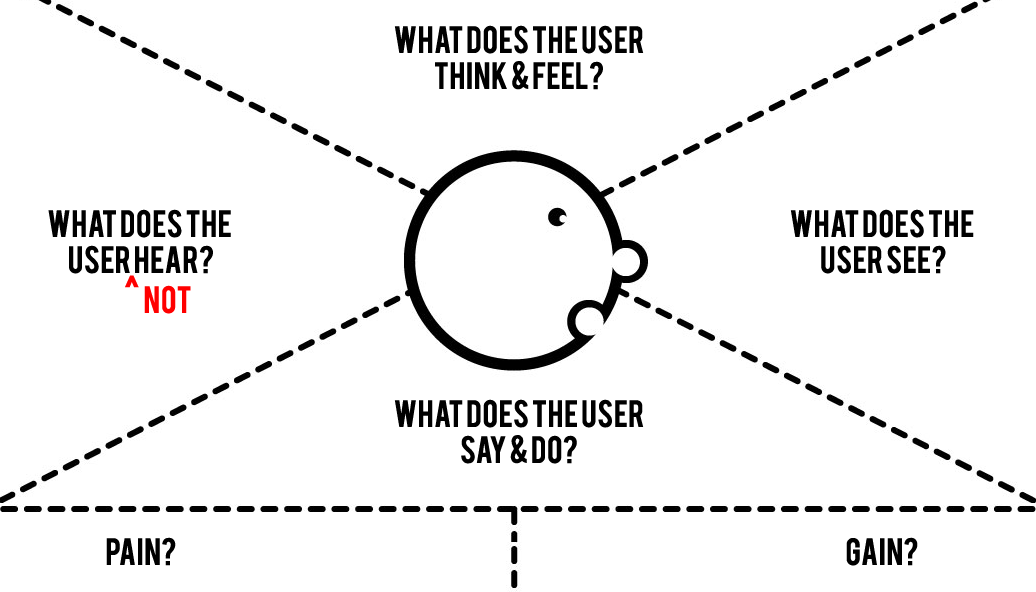 WHAT DOES THE USER
THINK & FEEL?
WHAT DOES THE
USER HEAR?
^ NOT
WHAT DOES THE
USER SEE?
WHAT DOES THE USER
SAY & DO?
PAIN?
GAIN?